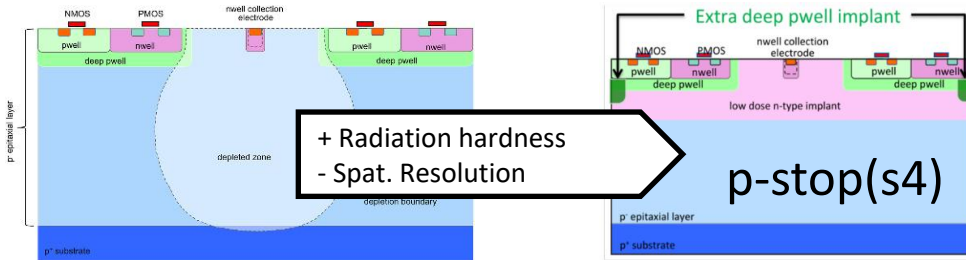 NMOS
PMOS
nwell collection
electrode
pwell
nwell
deep pwell
deep pwell
p⁻ epitaxial layer
depleted zone
depletion boundary
p⁺ substrate
+ Radiation hardness
- Spat. Resolution
Extra deep pwell implant
NMOS
PMOS
nwell collection
electrode
pwell
nwell
pwell
nwell
deep pwell
deep pwell
low dose n-type implant
p-stop(s4)
p⁻ epitaxial layer
p⁺ substrate
pwell
nwell